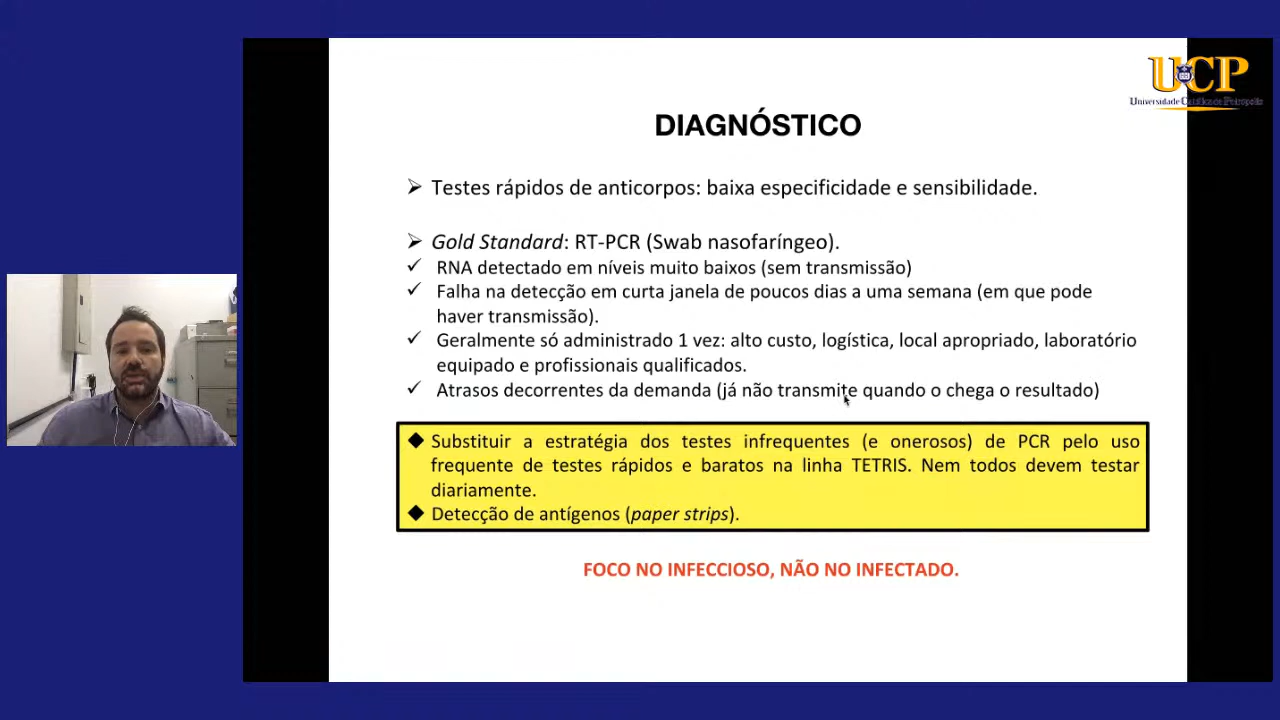 UCP
Universidade Católica de Petrópolis
DIAGNÓSTICO
Testes rápidos de anticorpos: baixa especificidade e sensibilidade.
Gold Standard: RT-PCR (Swab nasofaríngeo).
RNA detectado em níveis muito baixos (sem transmissão)
Falha na detecção em curta janela de poucos dias a uma semana (em que pode
haver transmissão).
Geralmente só administrado 1 vez: alto custo, logística, local apropriado, laboratório
equipado e profissionais qualificados.
Atrasos decorrentes da demanda (já não transmite quando o chega o resultado)
Substituir a estratégia dos testes infrequentes (e onerosos) de PCR pelo uso
frequente de testes rápidos e baratos na linha TETRIS. Nem todos devem testar
diariamente.
Detecção de antígenos (paper strips).
FOCO NO INFECCIOSO, NÃO NO INFECTADO.